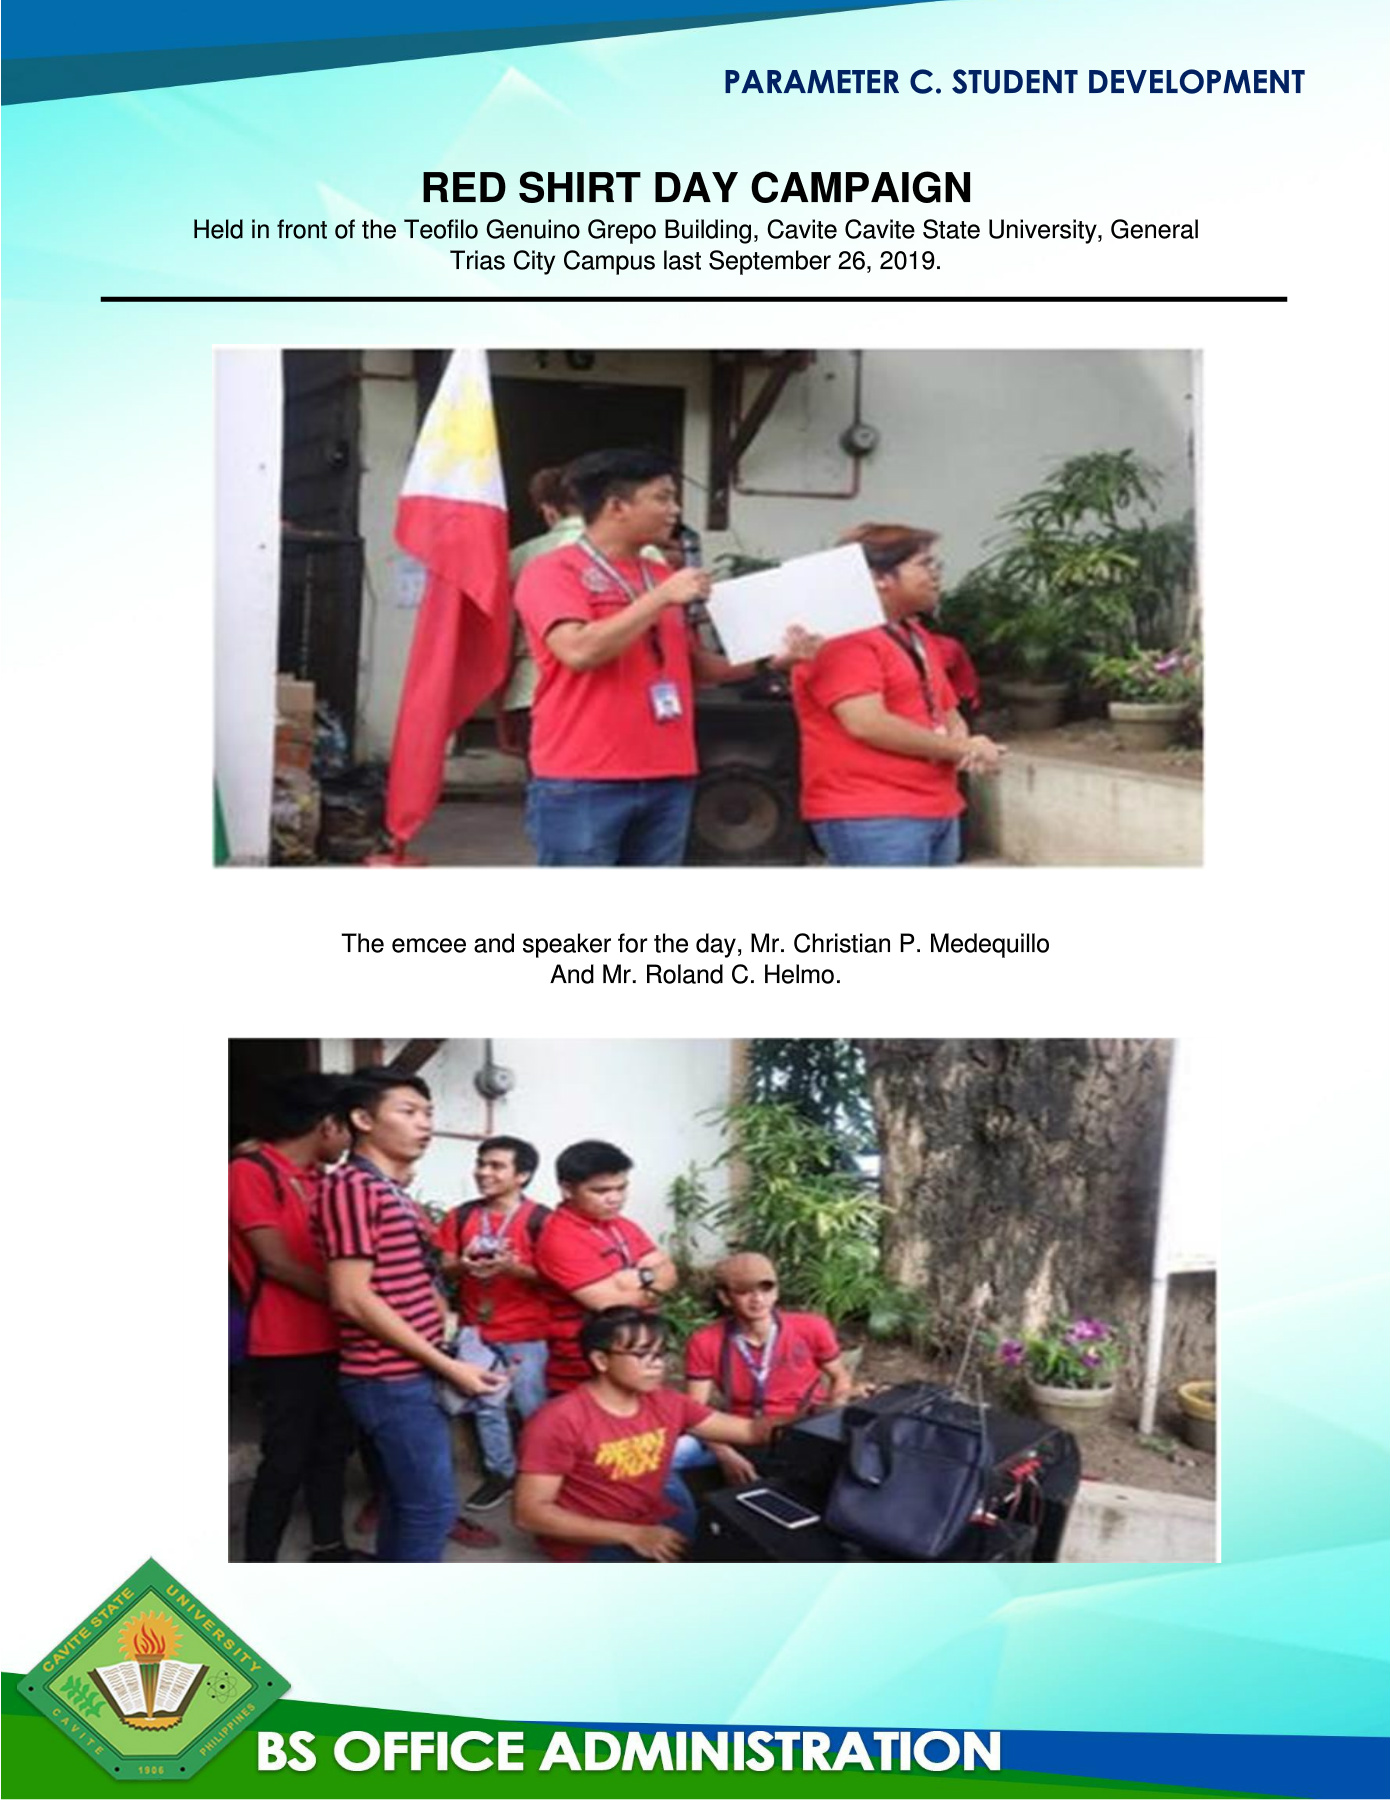 PARAMETER C. STUDENT DEVELOPMENT
RED SHIRT DAY CAMPAIGN
Held in front of the Teofilo Genuino Grepo Building, Cavite Cavite State University, General
Trias City Campus last September 26, 2019.
The emcee and speaker for the day, Mr. Christian P. Medequillo
And Mr. Roland C. Helmo.
CAVITE STATE UNIVERSITY
CAVITE PHILIPPINES
1906
BS OFFICE ADMINISTRATION